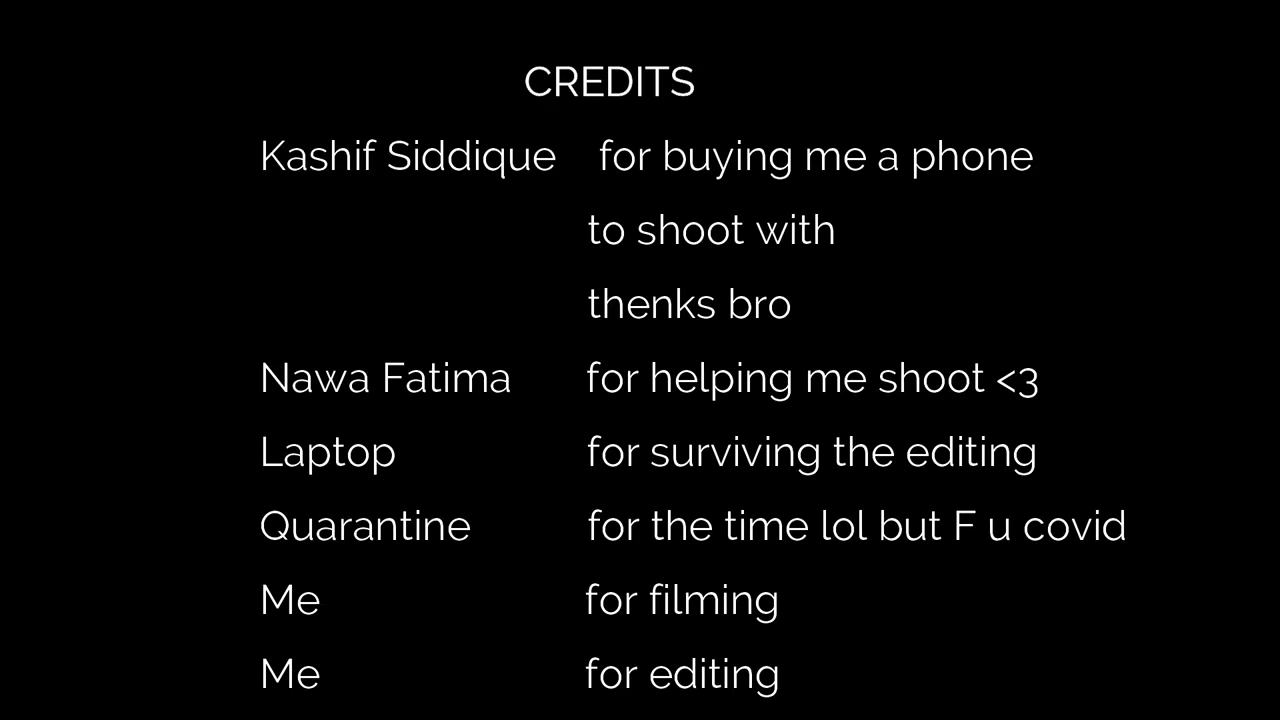 CREDITS
Kashif Siddique for buying me a phone
to shoot with
thenks bro
Nawa Fatima for helping me shoot <3
Laptop for surviving the editing
Quarantine for the time lol but F u covid
Me for filming
Me for editing